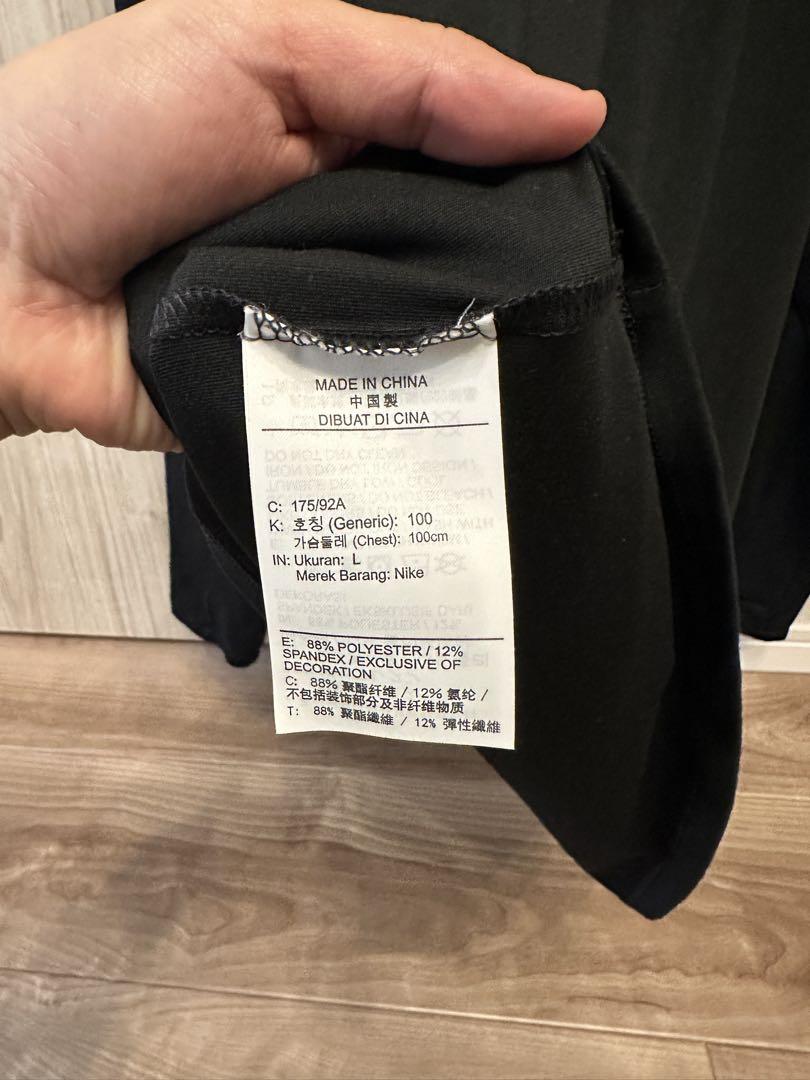 MADE IN CHINA
中国製
DIBUAT DI CINA
C: 175/92A
K: 호칭 (Generic): 100
가슴둘레 (Chest): 100cm
IN: Ukuran: L
Merek Barang: Nike
E: 88% POLYESTER / 12%
SPANDEX / EXCLUSIVE OF
DECORATION
C: 88% 聚酯纤维 / 12% 氨纶 /
不包括装饰部分及非纤维物质
T: 88% 聚酯纖維 / 12% 彈性纖維